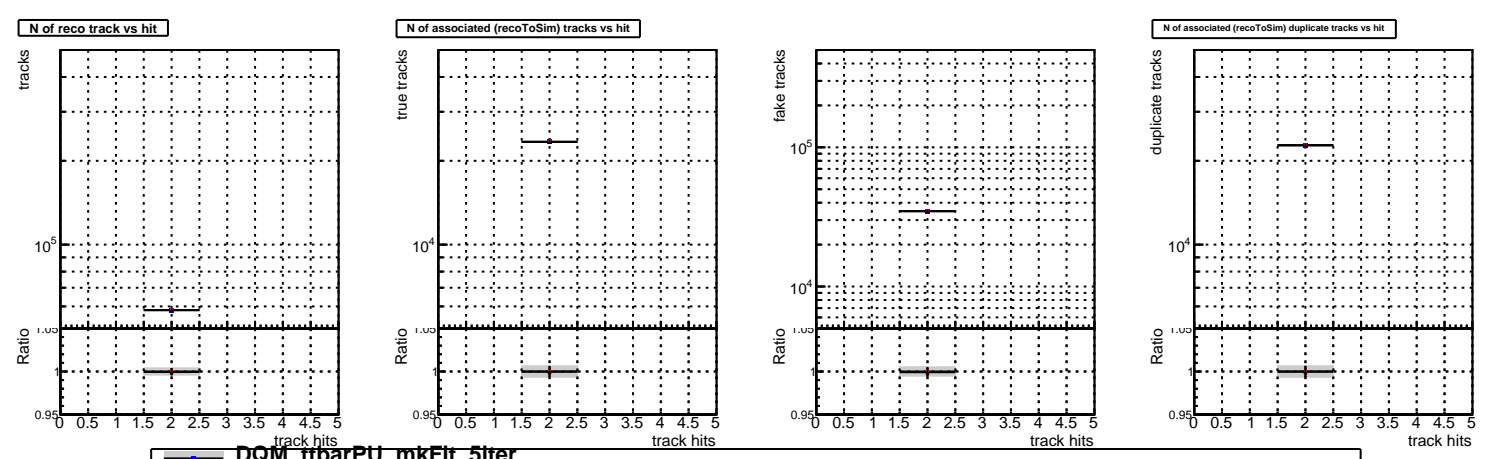 N of reco track vs hit
tracks
10^5
1.05
Ratio
1
0.95
0 0.5 1 1.5 2 2.5 3 3.5 4 4.5 5
track hits
N of associated (recoToSim) tracks vs hit
true tracks
10^4
1.05
Ratio
1
0.95
0 0.5 1 1.5 2 2.5 3 3.5 4 4.5 5
track hits
fake tracks
10^5
10^4
1.05
Ratio
1
0.95
0 0.5 1 1.5 2 2.5 3 3.5 4 4.5 5
track hits
N of associated (recoToSim) duplicate tracks vs hit
duplicate tracks
10^4
1.05
Ratio
1
0.95
0 0.5 1 1.5 2 2.5 3 3.5 4 4.5 5
track hits
DQM_ttbarPU_mkFit_5iter